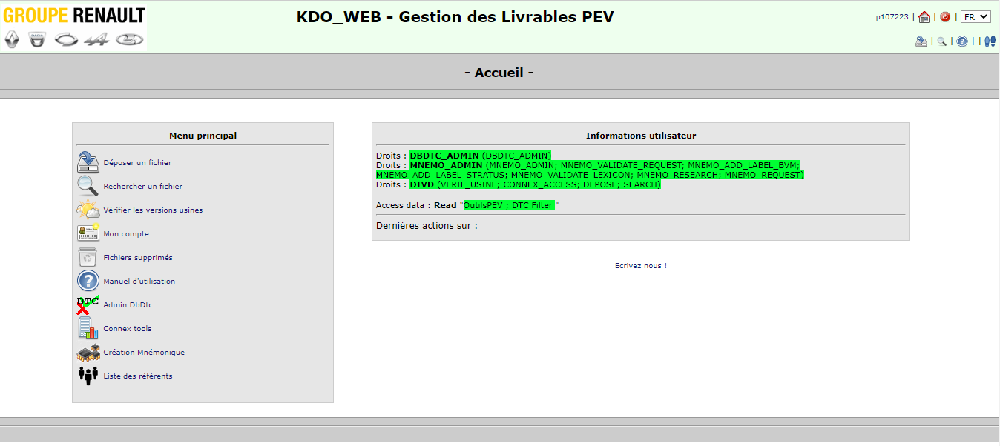 GROUPE RENAULT
KDO_WEB - Gestion des Livrables PEV
p107223 | | | FR
DACIA
| | | |
- Accueil -
Menu principal
Déposer un fichier
Rechercher un fichier
Vérifier les versions usines
Mon compte
Fichiers supprimés
Manuel d'utilisation
DTC
Admin DbDtc
Connex tools
Création Mnémonique
Liste des référents
Informations utilisateur
Droits : DBDTC_ADMIN (DBDTC_ADMIN)
Droits : MNEMO_ADMIN (MNEMO_ADMIN; MNEMO_VALIDATE_REQUEST; MNEMO_ADD_LABEL_BVM;
MNEMO_ADD_LABEL_STRATUS; MNEMO_VALIDATE_LEXICON; MNEMO_RESEARCH; MNEMO_REQUEST)
Droits : DIVD (VERIF_USINE; CONNEX_ACCESS; DEPOSE; SEARCH)
Access data : Read "OutilsPEV ; DTC Filter "
Dernières actions sur :
Ecrivez nous !